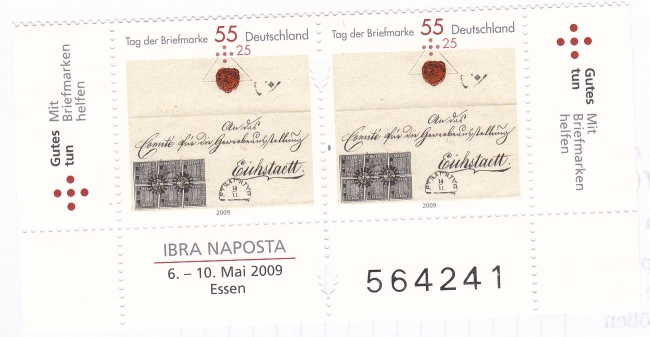 Gutes Mit
Briefmarken
tun helfen
Tag der Briefmarke 55 Deutschland
25
An das
Comité für die Gewerbeausstellung
Eichstaett.
2009
Tag der Briefmarke 55 Deutschland
25
An das
Comité für die Gewerbeausstellung
Eichstaett.
2009
Gutes Mit
Briefmarken
tun helfen
IBRA NAPOSTA
6. – 10. Mai 2009
Essen
564241